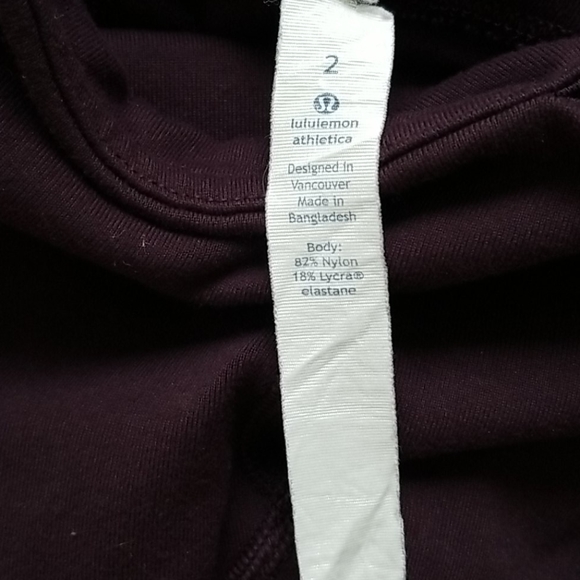 2
lululemon
athletica
Designed in
Vancouver
Made in
Bangladesh
Body:
82% Nylon
18% Lycra®
elastane